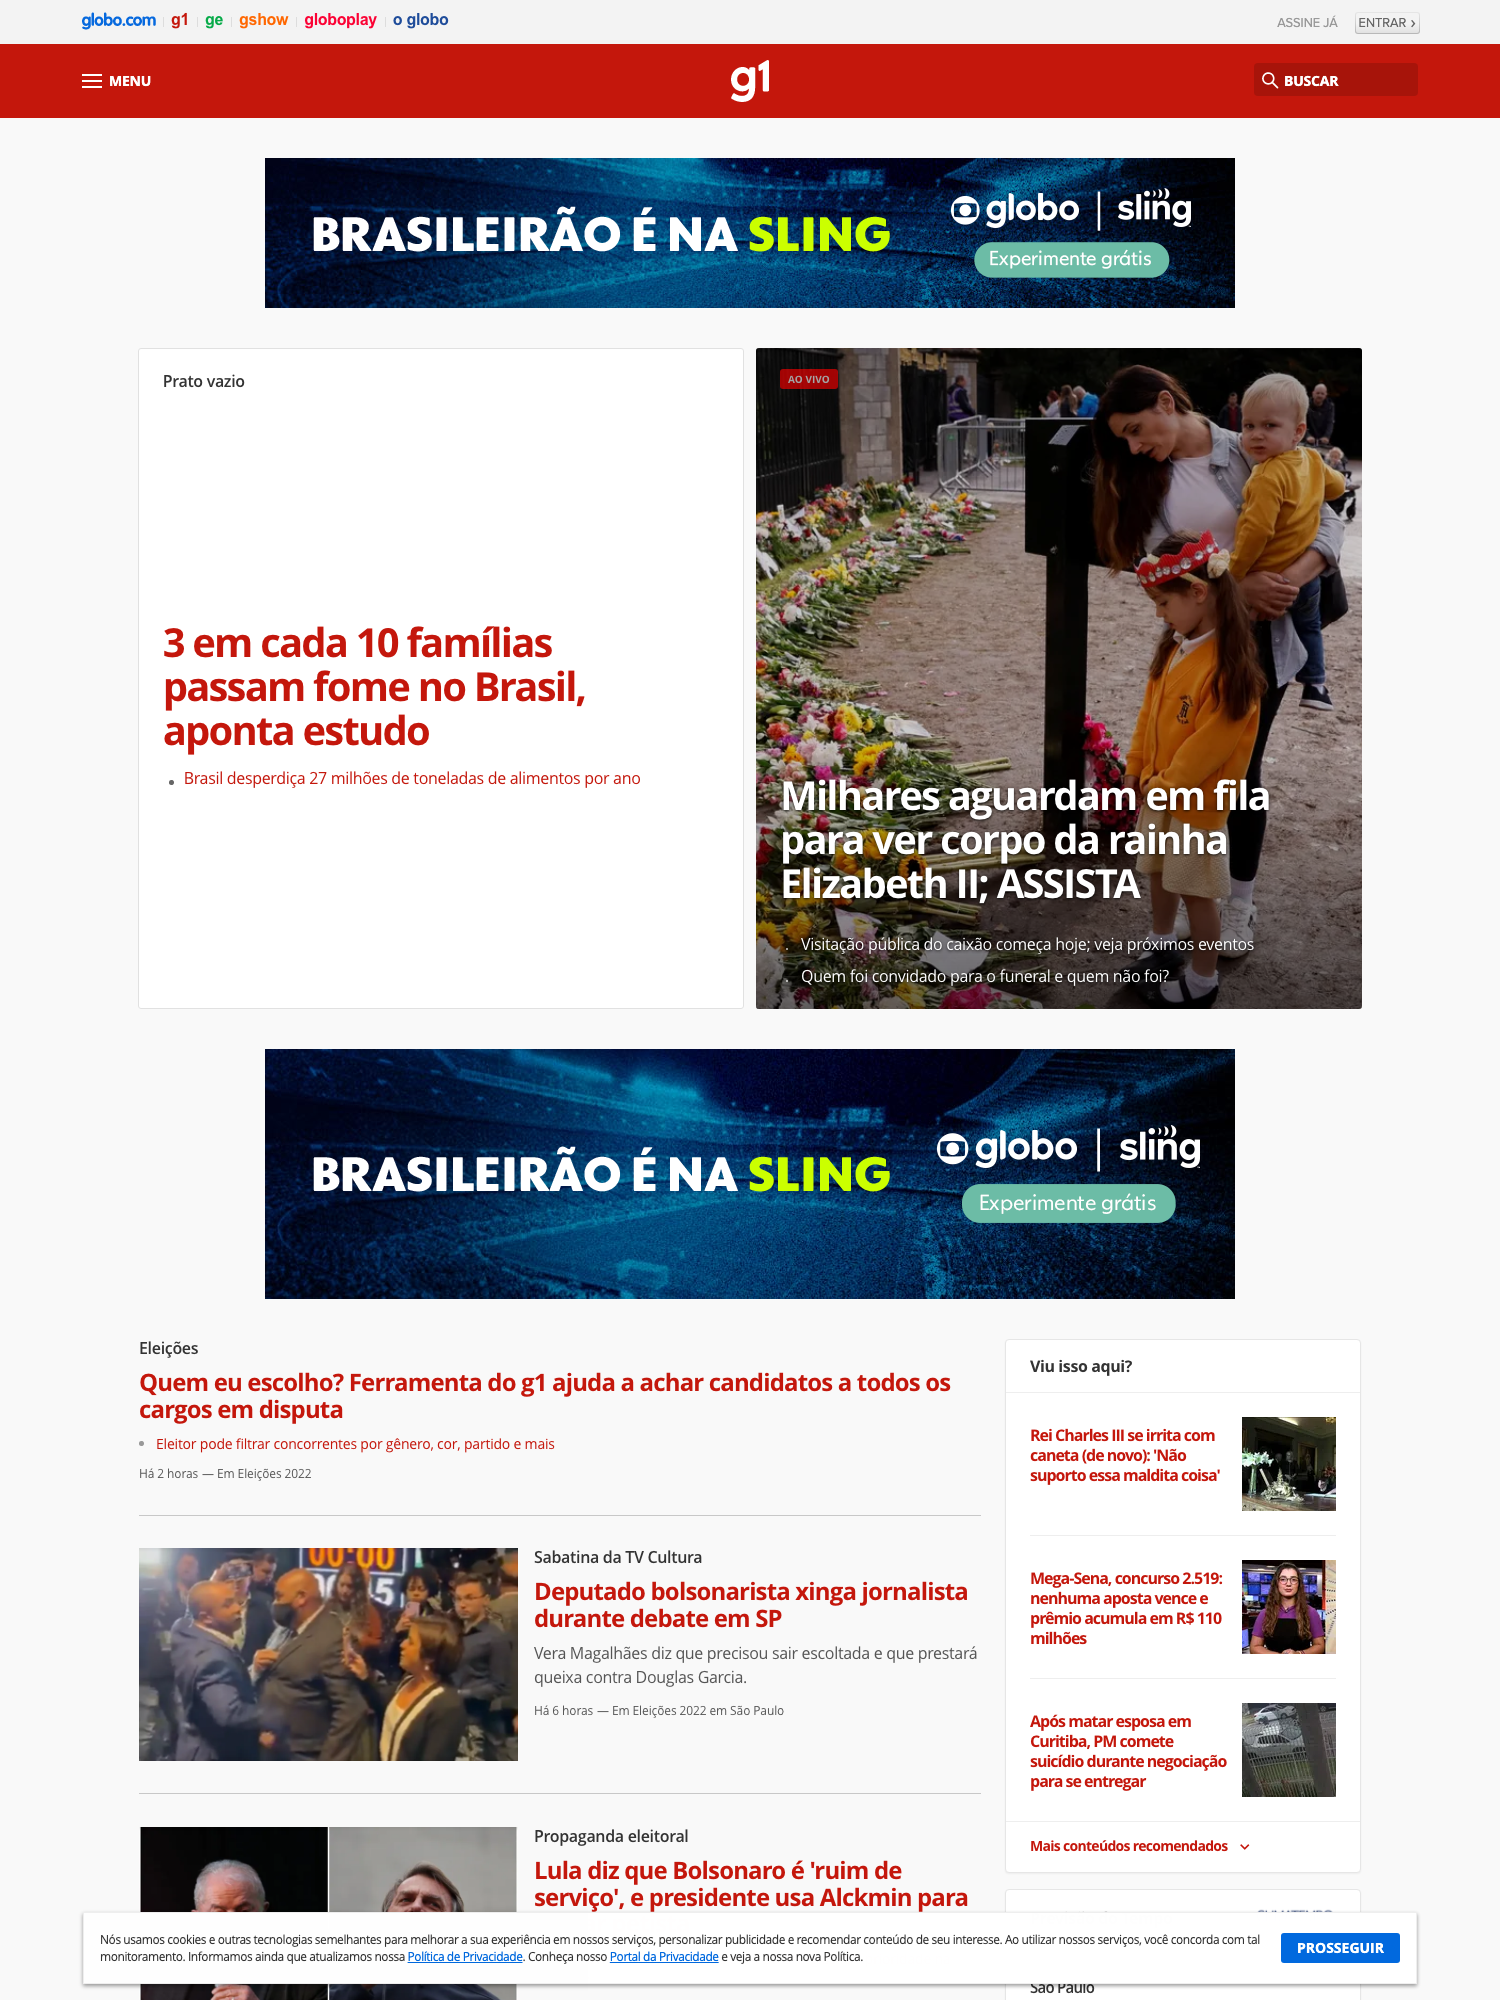 globo.com g1 ge gshow globoplay o globo
ASSINE JÁ ENTRAR ›
MENU
g1
BUSCAR
BRASILEIRÃO É NA SLING
globo | sling
Experimente grátis
Prato vazio
3 em cada 10 famílias
passam fome no Brasil,
aponta estudo
Brasil desperdiça 27 milhões de toneladas de alimentos por ano
AO VIVO
Milhares aguardam em fila
para ver corpo da rainha
Elizabeth II; ASSISTA
Visitação pública do caixão começa hoje; veja próximos eventos
Quem foi convidado para o funeral e quem não foi?
BRASILEIRÃO É NA SLING
globo | sling
Experimente grátis
Eleições
Quem eu escolho? Ferramenta do g1 ajuda a achar candidatos a todos os
cargos em disputa
Eleitor pode filtrar concorrentes por gênero, cor, partido e mais
Há 2 horas — Em Eleições 2022
00:00
Sabatina da TV Cultura
Deputado bolsonarista xinga jornalista
durante debate em SP
Vera Magalhães diz que precisou sair escoltada e que prestará
queixa contra Douglas Garcia.
Há 6 horas — Em Eleições 2022 em São Paulo
Propaganda eleitoral
Lula diz que Bolsonaro é 'ruim de
serviço', e presidente usa Alckmin para
Viu isso aqui?
Rei Charles III se irrita com
caneta (de novo): 'Não
suporto essa maldita coisa'
Mega-Sena, concurso 2.519:
nenhuma aposta vence e
prêmio acumula em R$ 110
milhões
Após matar esposa em
Curitiba, PM comete
suicídio durante negociação
para se entregar
Mais conteúdos recomendados
Nós usamos cookies e outras tecnologias semelhantes para melhorar a sua experiência em nossos serviços, personalizar publicidade e recomendar conteúdo de seu interesse. Ao utilizar nossos serviços, você concorda com tal
monitoramento. Informamos ainda que atualizamos nossa Política de Privacidade. Conheça nosso Portal da Privacidade e veja a nossa nova Política.
PROSSEGUIR
São Paulo